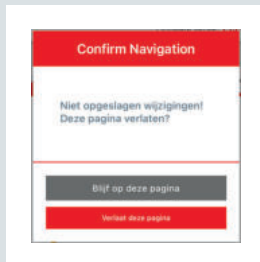 Confirm Navigation
Niet opgeslagen wijzigingen!
Deze pagina verlaten?
Blijf op deze pagina
Verlaat deze pagina